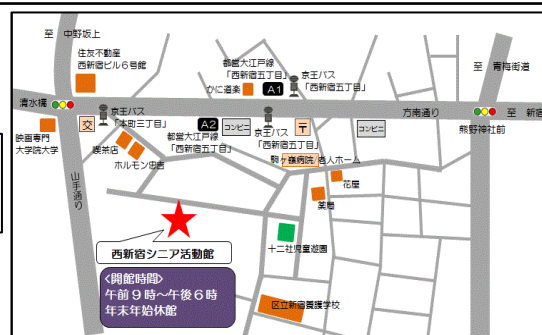 至 中野坂上
住友不動産
西新宿ビル6号館
都営大江戸線
「西新宿五丁目」
かに道楽
A1
京王バス
「西新宿五丁目」
至 青梅街道
清水橋
京王バス
「本町三丁目」
方南通り
至 新宿
熊野神社前
交
A2
コンビニ
京王バス
「西新宿五丁目」
〒
コンビニ
映画専門
大学院大学
喫茶店
都営大江戸線
「西新宿五丁目」
ホルモン忠吉
駒ヶ嶺病院/老人ホーム
花屋
薬局
山手通り
十二社児童遊園
西新宿シニア活動館
<開館時間>
午前9時~午後6時
年末年始休館
区立新宿養護学校